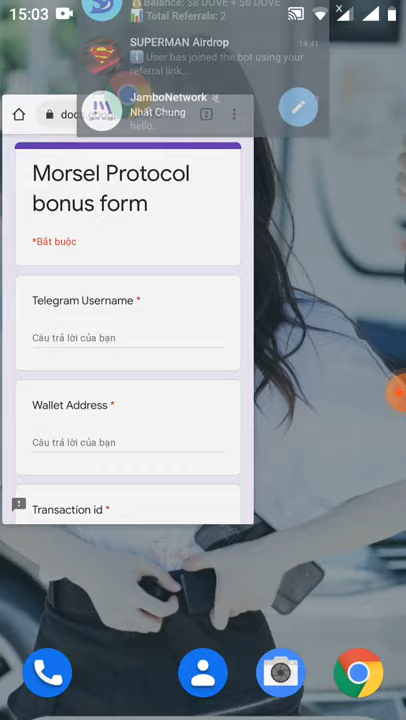 15:03
Balance: $8 DOVE + $6 DOVE
Total Referrals: 2
SUPERMAN Airdrop
14:41
User has joined the bot using your
referral link...
JamboNetwork
Nhất Chung
hello.
2
Morsel Protocol
bonus form
*Bắt buộc
Telegram Username *
Câu trả lời của bạn
Wallet Address *
Câu trả lời của bạn
Transaction id *